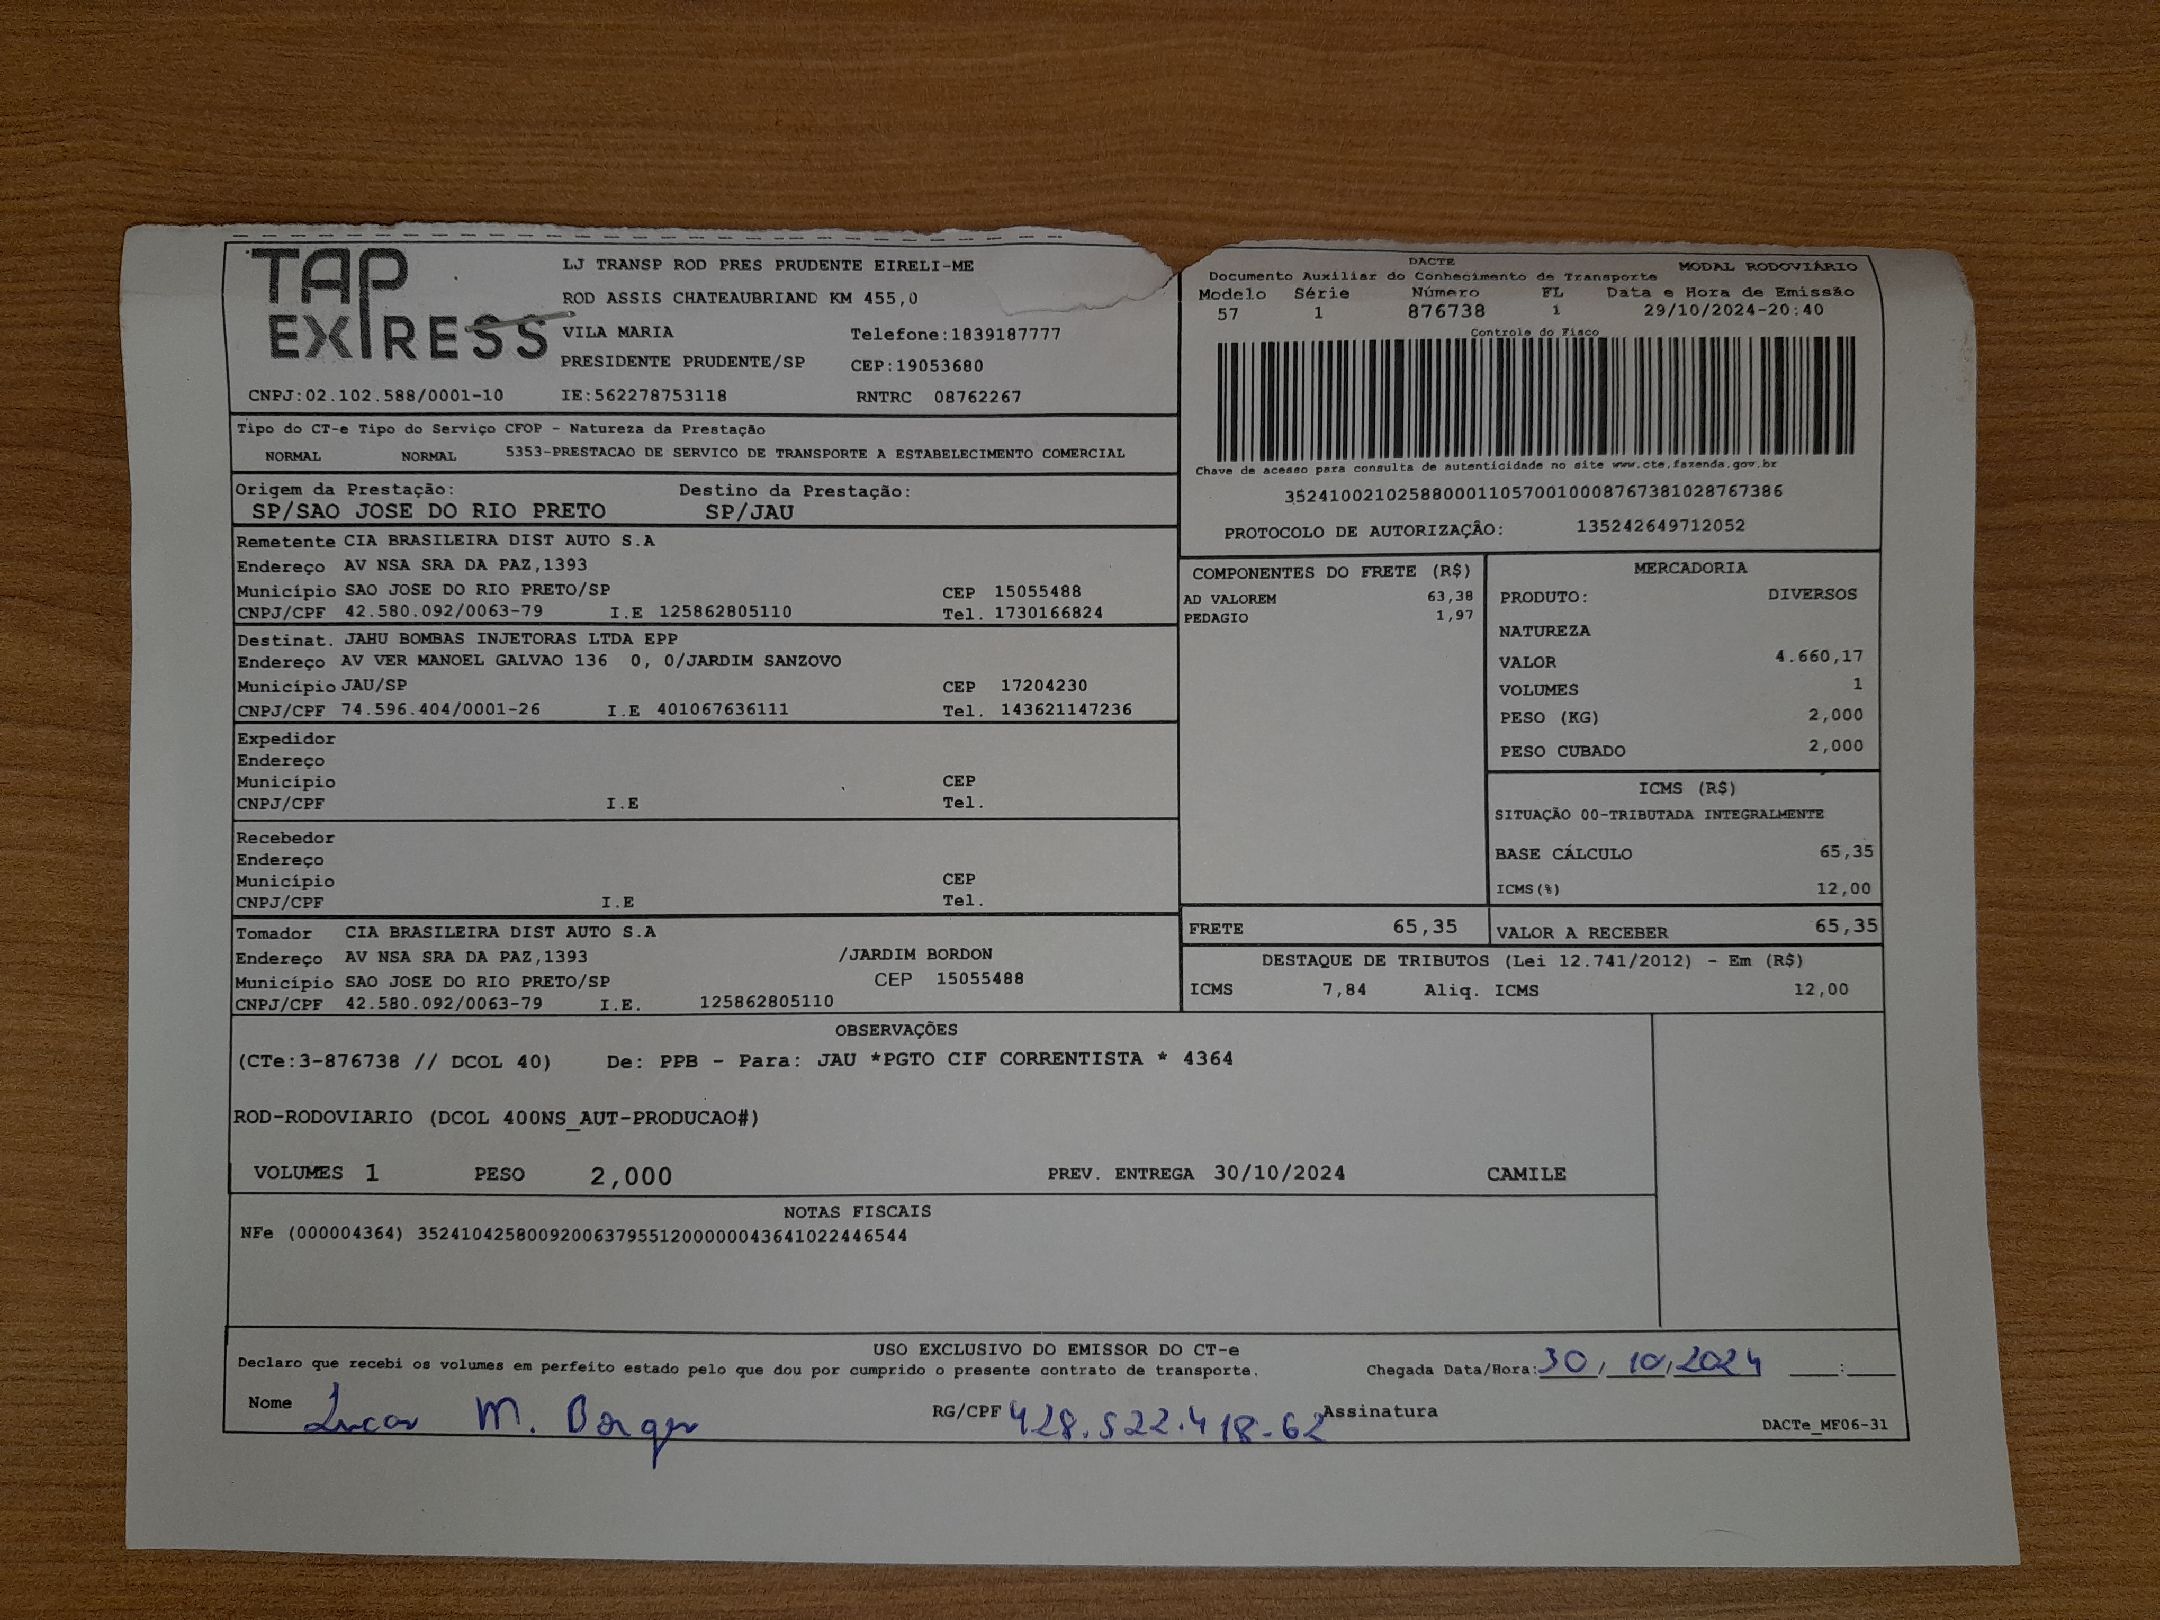 TAP EXPRESS
LJ TRANSP ROD PRES PRUDENTE EIRELI-ME
ROD ASSIS CHATEAUBRIAND KM 455,0
VILA MARIA Telefone:1839187777
PRESIDENTE PRUDENTE/SP CEP:19053680
CNPJ:02.102.588/0001-10 IE:562278753118 RNTRC 08762267
DACTE
Documento Auxiliar do Conhecimento de Transporte MODAL RODOVIÁRIO
Modelo Série Número FL Data e Hora de Emissão
57 1 876738 1 29/10/2024-20:40
Controle do Fisco
Chave de acesso para consulta de autenticidade no site www.cte.fazenda.gov.br
35241002102588000110570010008767381028767386
PROTOCOLO DE AUTORIZAÇÃO: 135242649712052
Tipo do CT-e Tipo do Serviço CFOP - Natureza da Prestação
NORMAL NORMAL 5353-PRESTACAO DE SERVICO DE TRANSPORTE A ESTABELECIMENTO COMERCIAL
Origem da Prestação: Destino da Prestação:
SP/SAO JOSE DO RIO PRETO SP/JAU
Remetente CIA BRASILEIRA DIST AUTO S.A
Endereço AV NSA SRA DA PAZ,1393
Município SAO JOSE DO RIO PRETO/SP CEP 15055488
CNPJ/CPF 42.580.092/0063-79 I.E 125862805110 Tel. 1730166824
Destinat. JAHU BOMBAS INJETORAS LTDA EPP
Endereço AV VER MANOEL GALVAO 136 0, 0/JARDIM SANZOVO
Município JAU/SP CEP 17204230
CNPJ/CPF 74.596.404/0001-26 I.E 401067636111 Tel. 143621147236
Expedidor
Endereço
Município CEP
CNPJ/CPF I.E Tel.
Recebedor
Endereço
Município CEP
CNPJ/CPF I.E Tel.
Tomador CIA BRASILEIRA DIST AUTO S.A
Endereço AV NSA SRA DA PAZ,1393 /JARDIM BORDON
Município SAO JOSE DO RIO PRETO/SP CEP 15055488
CNPJ/CPF 42.580.092/0063-79 I.E. 125862805110
COMPONENTES DO FRETE (R$)
AD VALOREM 63,38
PEDAGIO 1,97
MERCADORIA
PRODUTO: DIVERSOS
NATUREZA
VALOR 4.660,17
VOLUMES 1
PESO (KG) 2,000
PESO CUBADO 2,000
ICMS (R$)
SITUAÇÃO 00-TRIBUTADA INTEGRALMENTE
BASE CÁLCULO 65,35
ICMS(%) 12,00
FRETE 65,35 VALOR A RECEBER 65,35
DESTAQUE DE TRIBUTOS (Lei 12.741/2012) - Em (R$)
ICMS 7,84 Aliq. ICMS 12,00
OBSERVAÇÕES
(CTe:3-876738 // DCOL 40) De: PPB - Para: JAU *PGTO CIF CORRENTISTA * 4364
ROD-RODOVIARIO (DCOL 400NS_AUT-PRODUCAO#)
VOLUMES 1 PESO 2,000 PREV. ENTREGA 30/10/2024 CAMILE
NOTAS FISCAIS
NFe (000004364) 35241042580092006379551200000043641022446544
USO EXCLUSIVO DO EMISSOR DO CT-e
Declaro que recebi os volumes em perfeito estado pelo que dou por cumprido o presente contrato de transporte. Chegada Data/Hora: 30/10/2024 __:__
Nome Lucas M. Borges RG/CPF 428.522.418-62 Assinatura
DACTe_MF06-31